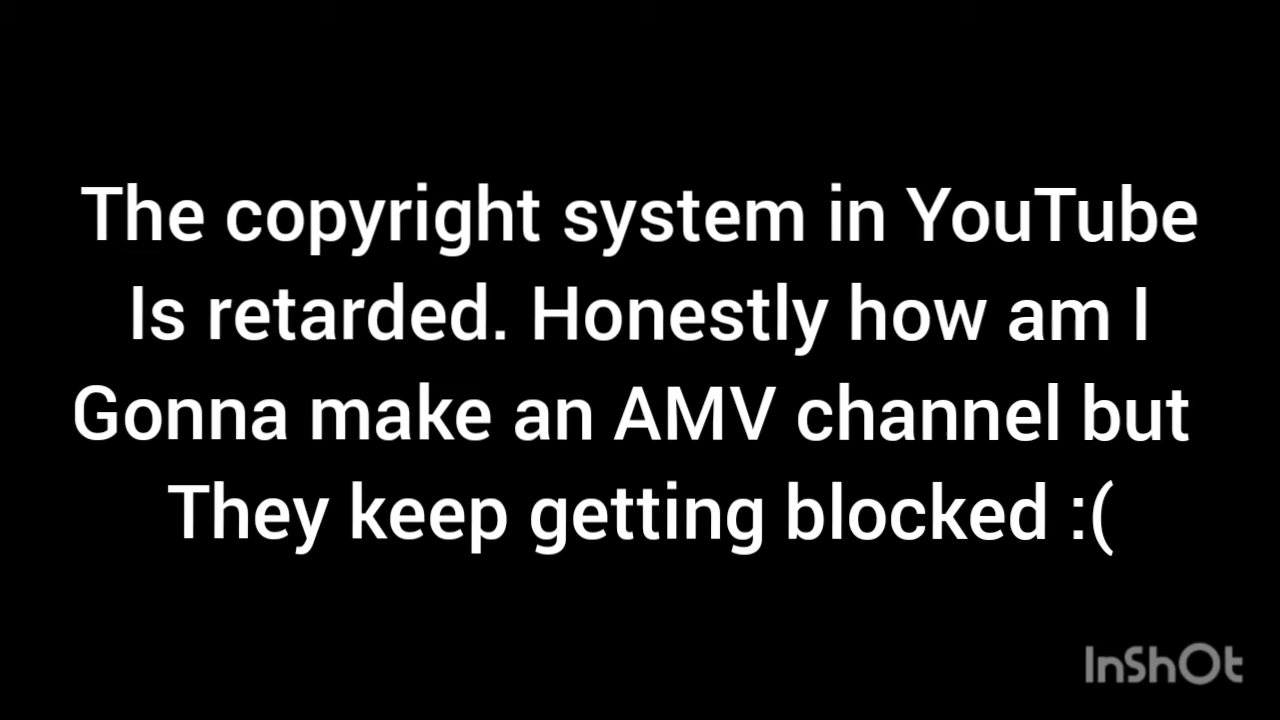 The copyright system in YouTube
Is retarded. Honestly how am I
Gonna make an AMV channel but
They keep getting blocked :(
InShOt